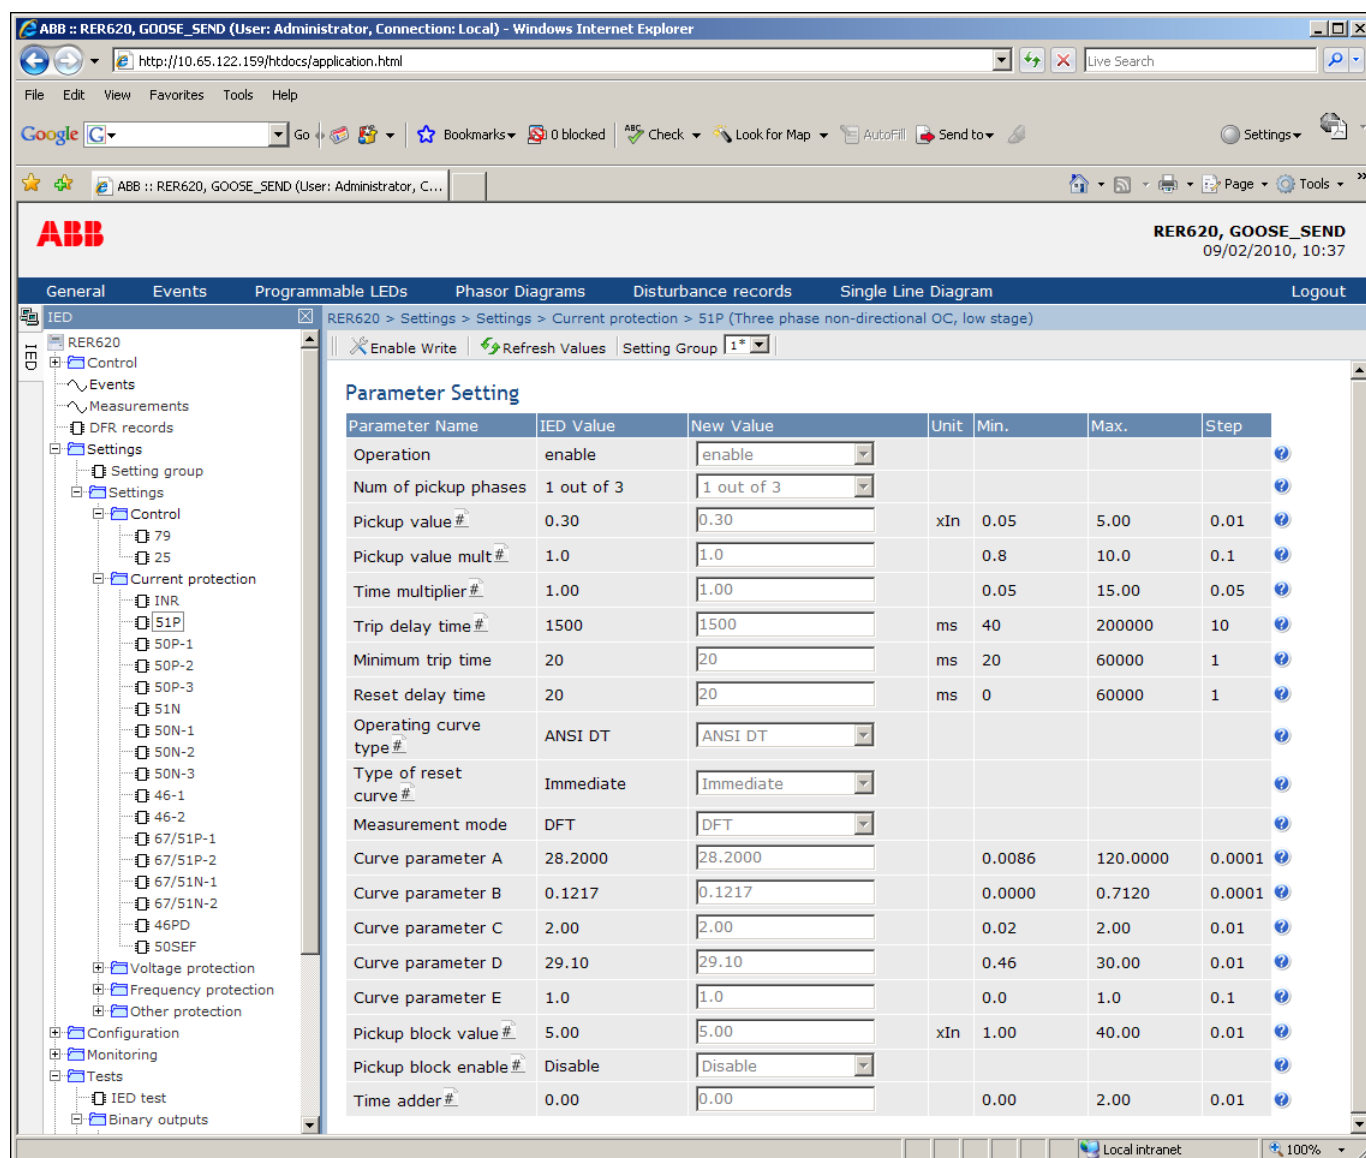 ABB :: RER620, GOOSE_SEND (User: Administrator, Connection: Local) - Windows Internet Explorer
http://10.65.122.159/htdocs/application.html
Live Search
File Edit View Favorites Tools Help
Google G Go Bookmarks 0 blocked ABC Check Look for Map AutoFill Send to Settings
ABB :: RER620, GOOSE_SEND (User: Administrator, C... Page Tools »
ABB
RER620, GOOSE_SEND
09/02/2010, 10:37
General Events Programmable LEDs Phasor Diagrams Disturbance records Single Line Diagram Logout
IED
IED
RER620
Control
Events
Measurements
DFR records
Settings
Setting group
Settings
Control
79
25
Current protection
INR
51P
50P-1
50P-2
50P-3
51N
50N-1
50N-2
50N-3
46-1
46-2
67/51P-1
67/51P-2
67/51N-1
67/51N-2
46PD
50SEF
Voltage protection
Frequency protection
Other protection
Configuration
Monitoring
Tests
IED test
Binary outputs
RER620 > Settings > Settings > Current protection > 51P (Three phase non-directional OC, low stage)
Enable Write Refresh Values Setting Group 1*
Parameter Setting
Parameter Name IED Value New Value Unit Min. Max. Step
Operation enable enable
Num of pickup phases 1 out of 3 1 out of 3
Pickup value # 0.30 0.30 xIn 0.05 5.00 0.01
Pickup value mult # 1.0 1.0 0.8 10.0 0.1
Time multiplier # 1.00 1.00 0.05 15.00 0.05
Trip delay time # 1500 1500 ms 40 200000 10
Minimum trip time 20 20 ms 20 60000 1
Reset delay time 20 20 ms 0 60000 1
Operating curve type # ANSI DT ANSI DT
Type of reset curve # Immediate Immediate
Measurement mode DFT DFT
Curve parameter A 28.2000 28.2000 0.0086 120.0000 0.0001
Curve parameter B 0.1217 0.1217 0.0000 0.7120 0.0001
Curve parameter C 2.00 2.00 0.02 2.00 0.01
Curve parameter D 29.10 29.10 0.46 30.00 0.01
Curve parameter E 1.0 1.0 0.0 1.0 0.1
Pickup block value # 5.00 5.00 xIn 1.00 40.00 0.01
Pickup block enable # Disable Disable
Time adder # 0.00 0.00 0.00 2.00 0.01
Local intranet 100%